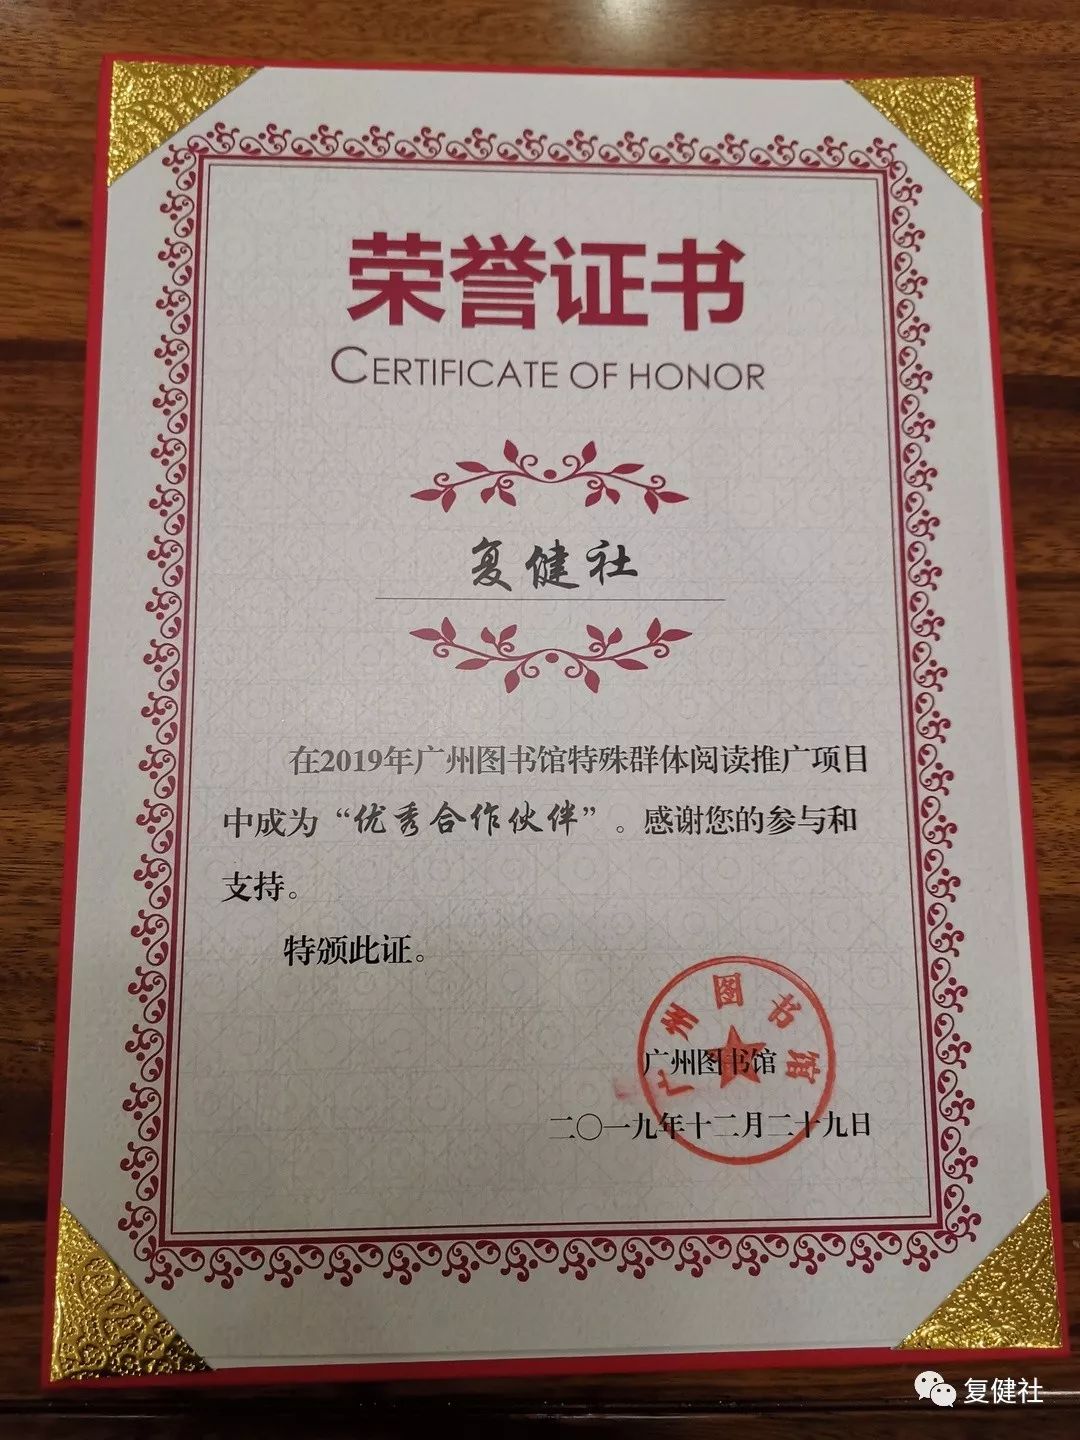 荣誉证书
CERTIFICATE OF HONOR
复健社
在2019年广州图书馆特殊群体阅读推广项目
中成为“优秀合作伙伴”。感谢您的参与和
支持。
特颁此证。
广州图书馆
广州图书馆
二〇一九年十二月二十九日
复健社